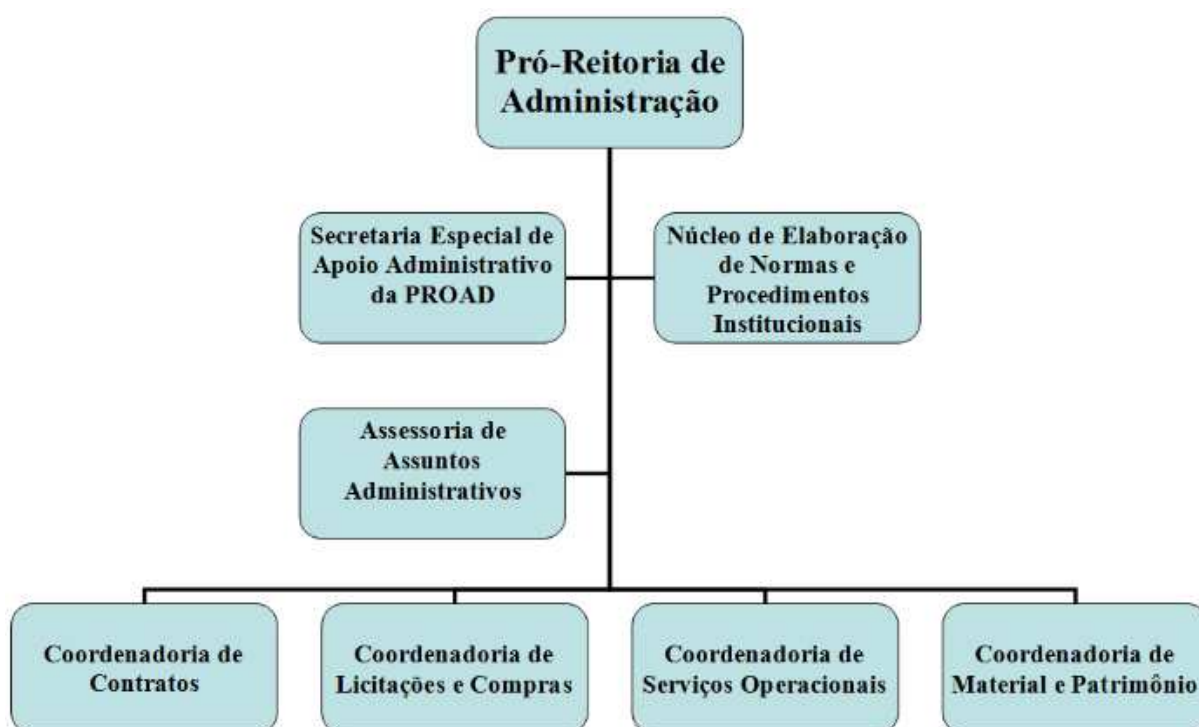 Pró-Reitoria de
Administração
Secretaria Especial de
Apoio Administrativo
da PROAD
Núcleo de Elaboração
de Normas e
Procedimentos
Institucionais
Assessoria de
Assuntos
Administrativos
Coordenadoria de
Contratos
Coordenadoria de
Licitações e Compras
Coordenadoria de
Serviços Operacionais
Coordenadoria de
Material e Patrimônio